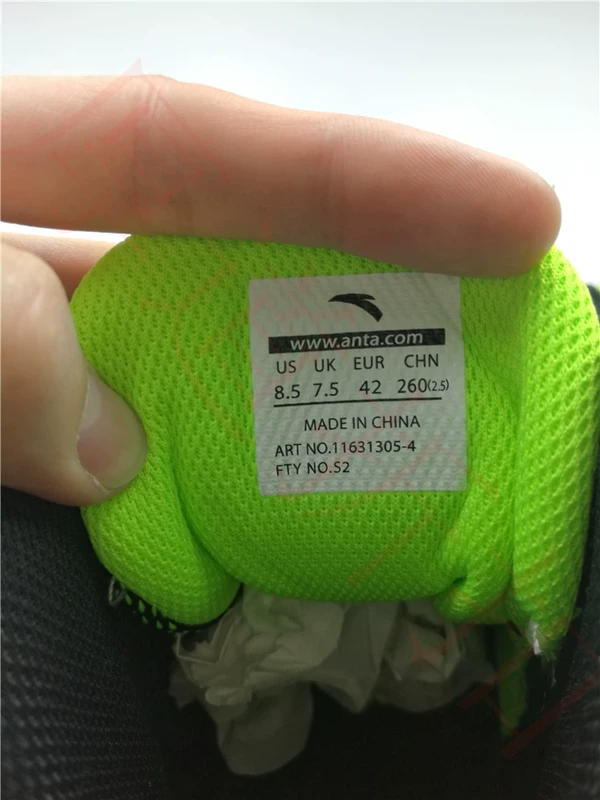 www.anta.com
US UK EUR CHN
8.5 7.5 42 260(2.5)
MADE IN CHINA
ART NO.11631305-4
FTY NO.S2